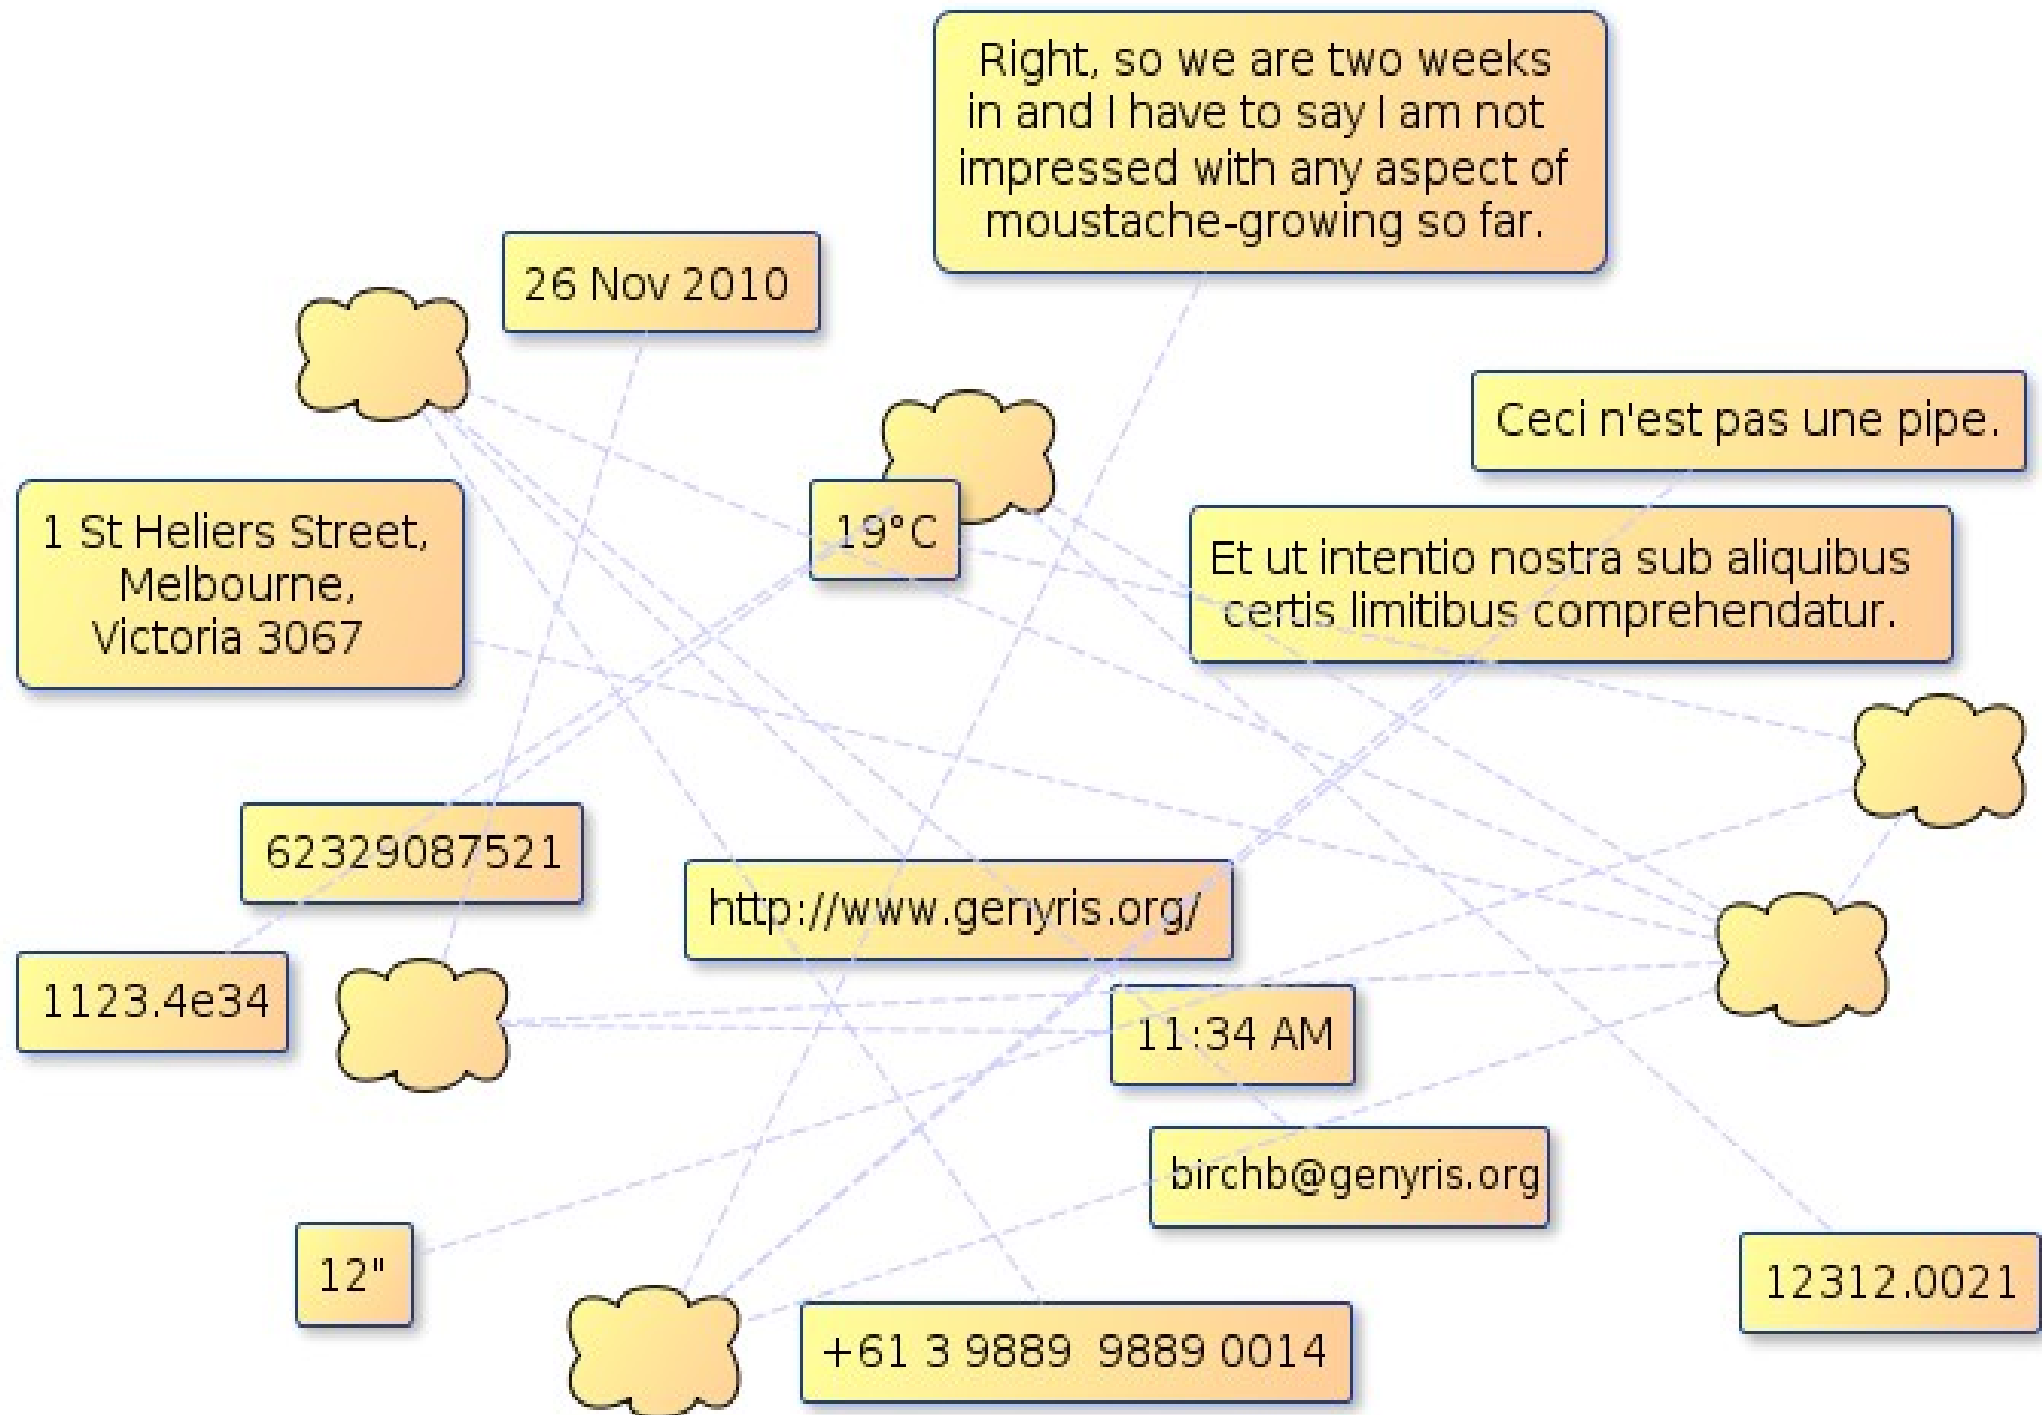 Right, so we are two weeks
in and I have to say I am not
impressed with any aspect of
moustache-growing so far.
26 Nov 2010
Ceci n'est pas une pipe.
1 St Heliers Street,
Melbourne,
Victoria 3067
19°C
Et ut intentio nostra sub aliquibus
certis limitibus comprehendatur.
62329087521
http://www.genyris.org/
1123.4e34
11:34 AM
birchb@genyris.org
12"
12312.0021
+61 3 9889  9889 0014